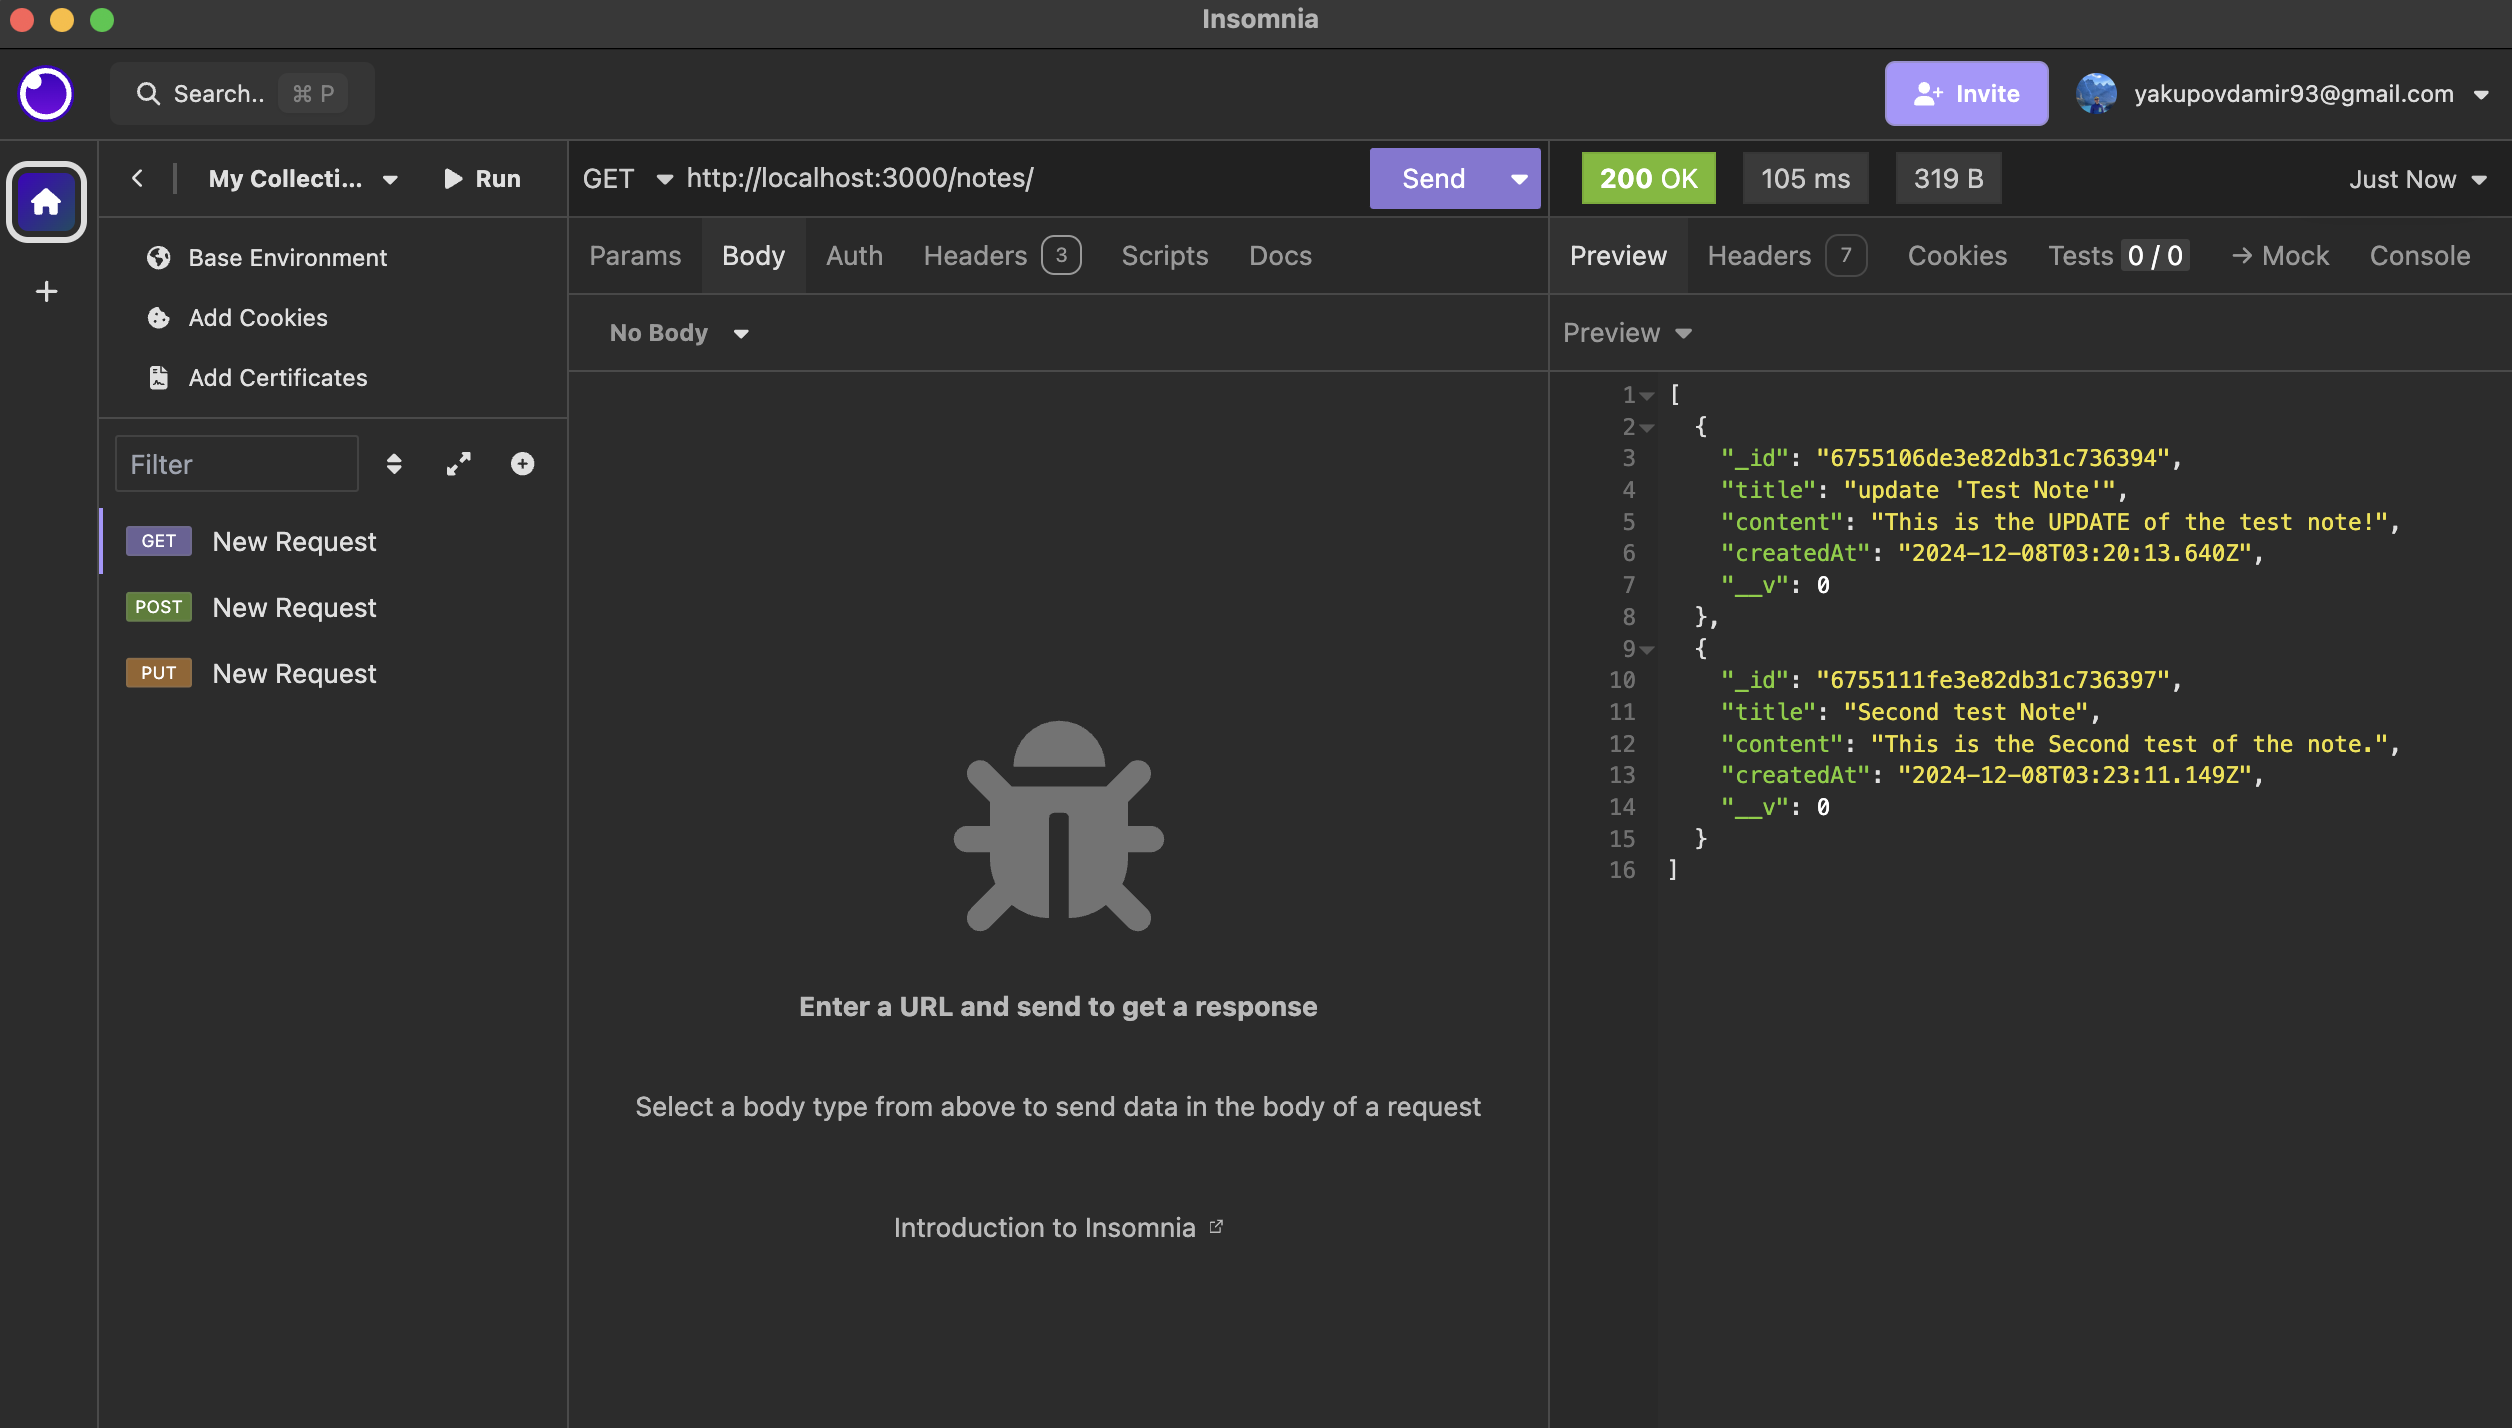 Insomnia
Search.. ⌘ P
Invite
yakupovdamir93@gmail.com
My Collecti...
Run
Base Environment
Add Cookies
Add Certificates
Filter
GET New Request
POST New Request
PUT New Request
GET http://localhost:3000/notes/
Send
Params Body Auth Headers 3 Scripts Docs
No Body
Enter a URL and send to get a response
Select a body type from above to send data in the body of a request
Introduction to Insomnia
200 OK 105 ms 319 B Just Now
Preview Headers 7 Cookies Tests 0 / 0 → Mock Console
Preview
1 [
2 {
3 "_id": "6755106de3e82db31c736394",
4 "title": "update 'Test Note'",
5 "content": "This is the UPDATE of the test note!",
6 "createdAt": "2024-12-08T03:20:13.640Z",
7 "__v": 0
8 },
9 {
10 "_id": "6755111fe3e82db31c736397",
11 "title": "Second test Note",
12 "content": "This is the Second test of the note.",
13 "createdAt": "2024-12-08T03:23:11.149Z",
14 "__v": 0
15 }
16 ]